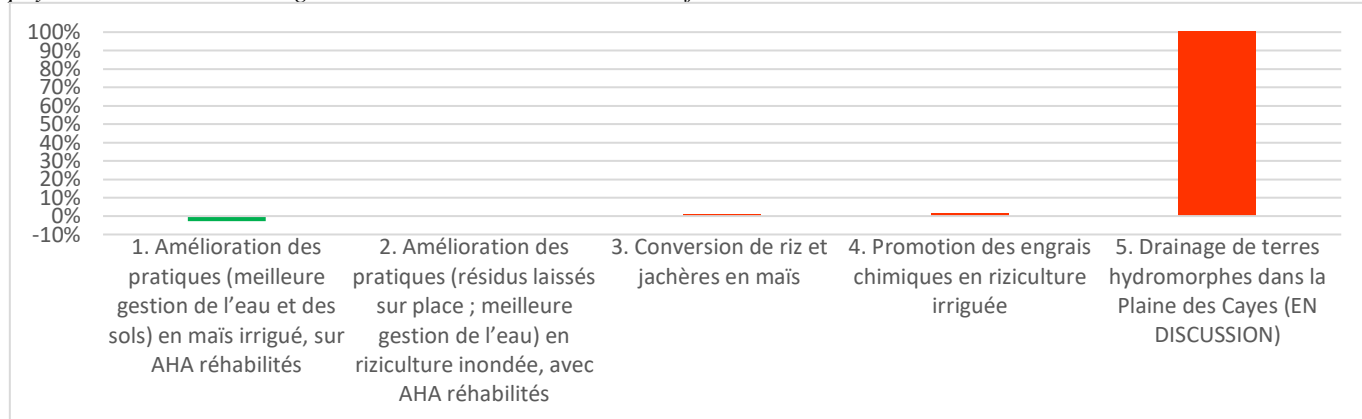 100%
90%
80%
70%
60%
50%
40%
30%
20%
10%
0%
-10%
1. Amélioration des
pratiques (meilleure
gestion de l’eau et des
sols) en maïs irrigué, sur
AHA réhabilités
2. Amélioration des
pratiques (résidus laissés
sur place ; meilleure
gestion de l’eau) en
riziculture inondée, avec
AHA réhabilités
3. Conversion de riz et
jachères en maïs
4. Promotion des engrais
chimiques en riziculture
irriguée
5. Drainage de terres
hydromorphes dans la
Plaine des Cayes (EN
DISCUSSION)